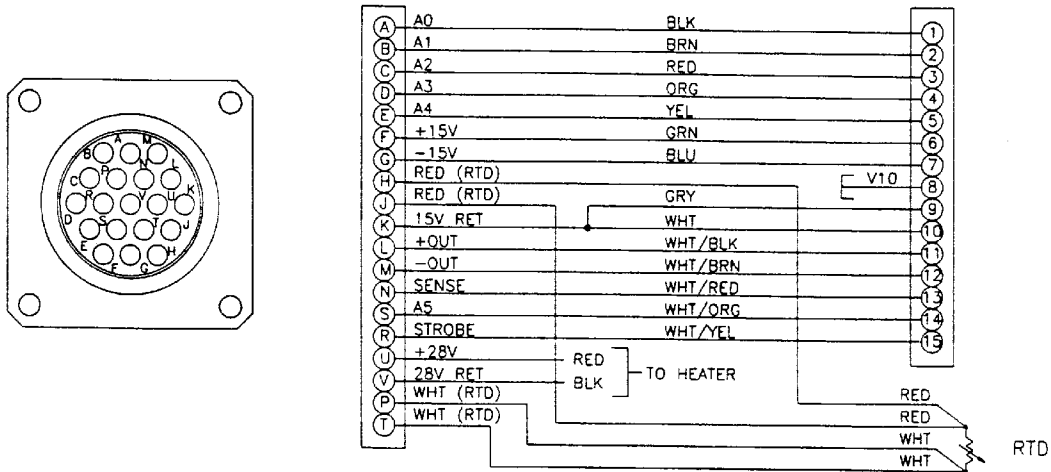 A M
B N L
C P
R V U K
D S T J
E H
F G
A A0 BLK 1
B A1 BRN 2
C A2 RED 3
D A3 ORG 4
E A4 YEL 5
F +15V GRN 6
G -15V BLU 7
H RED (RTD) V10 8
J RED (RTD) GRY 9
K 15V RET WHT 10
L +OUT WHT/BLK 11
M -OUT WHT/BRN 12
N SENSE WHT/RED 13
S A5 WHT/ORG 14
R STROBE WHT/YEL 15
U +28V RED
TO HEATER
V 28V RET BLK
P WHT (RTD) RED
T WHT (RTD) RED
WHT RTD
WHT